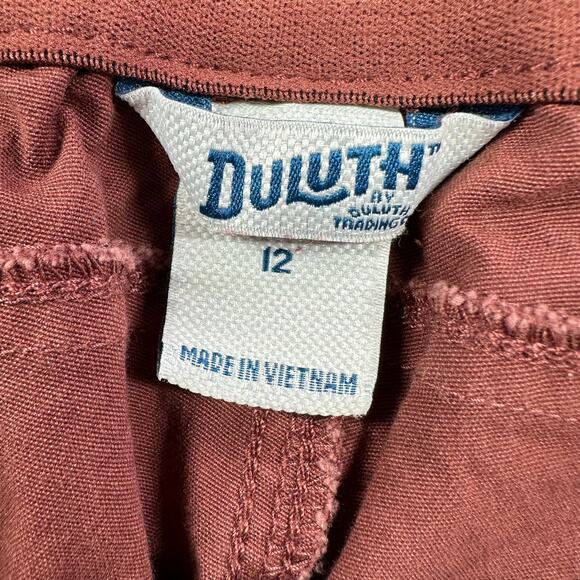 DULUTH
BY
DULUTH
TRADING
12
MADE IN VIETNAM